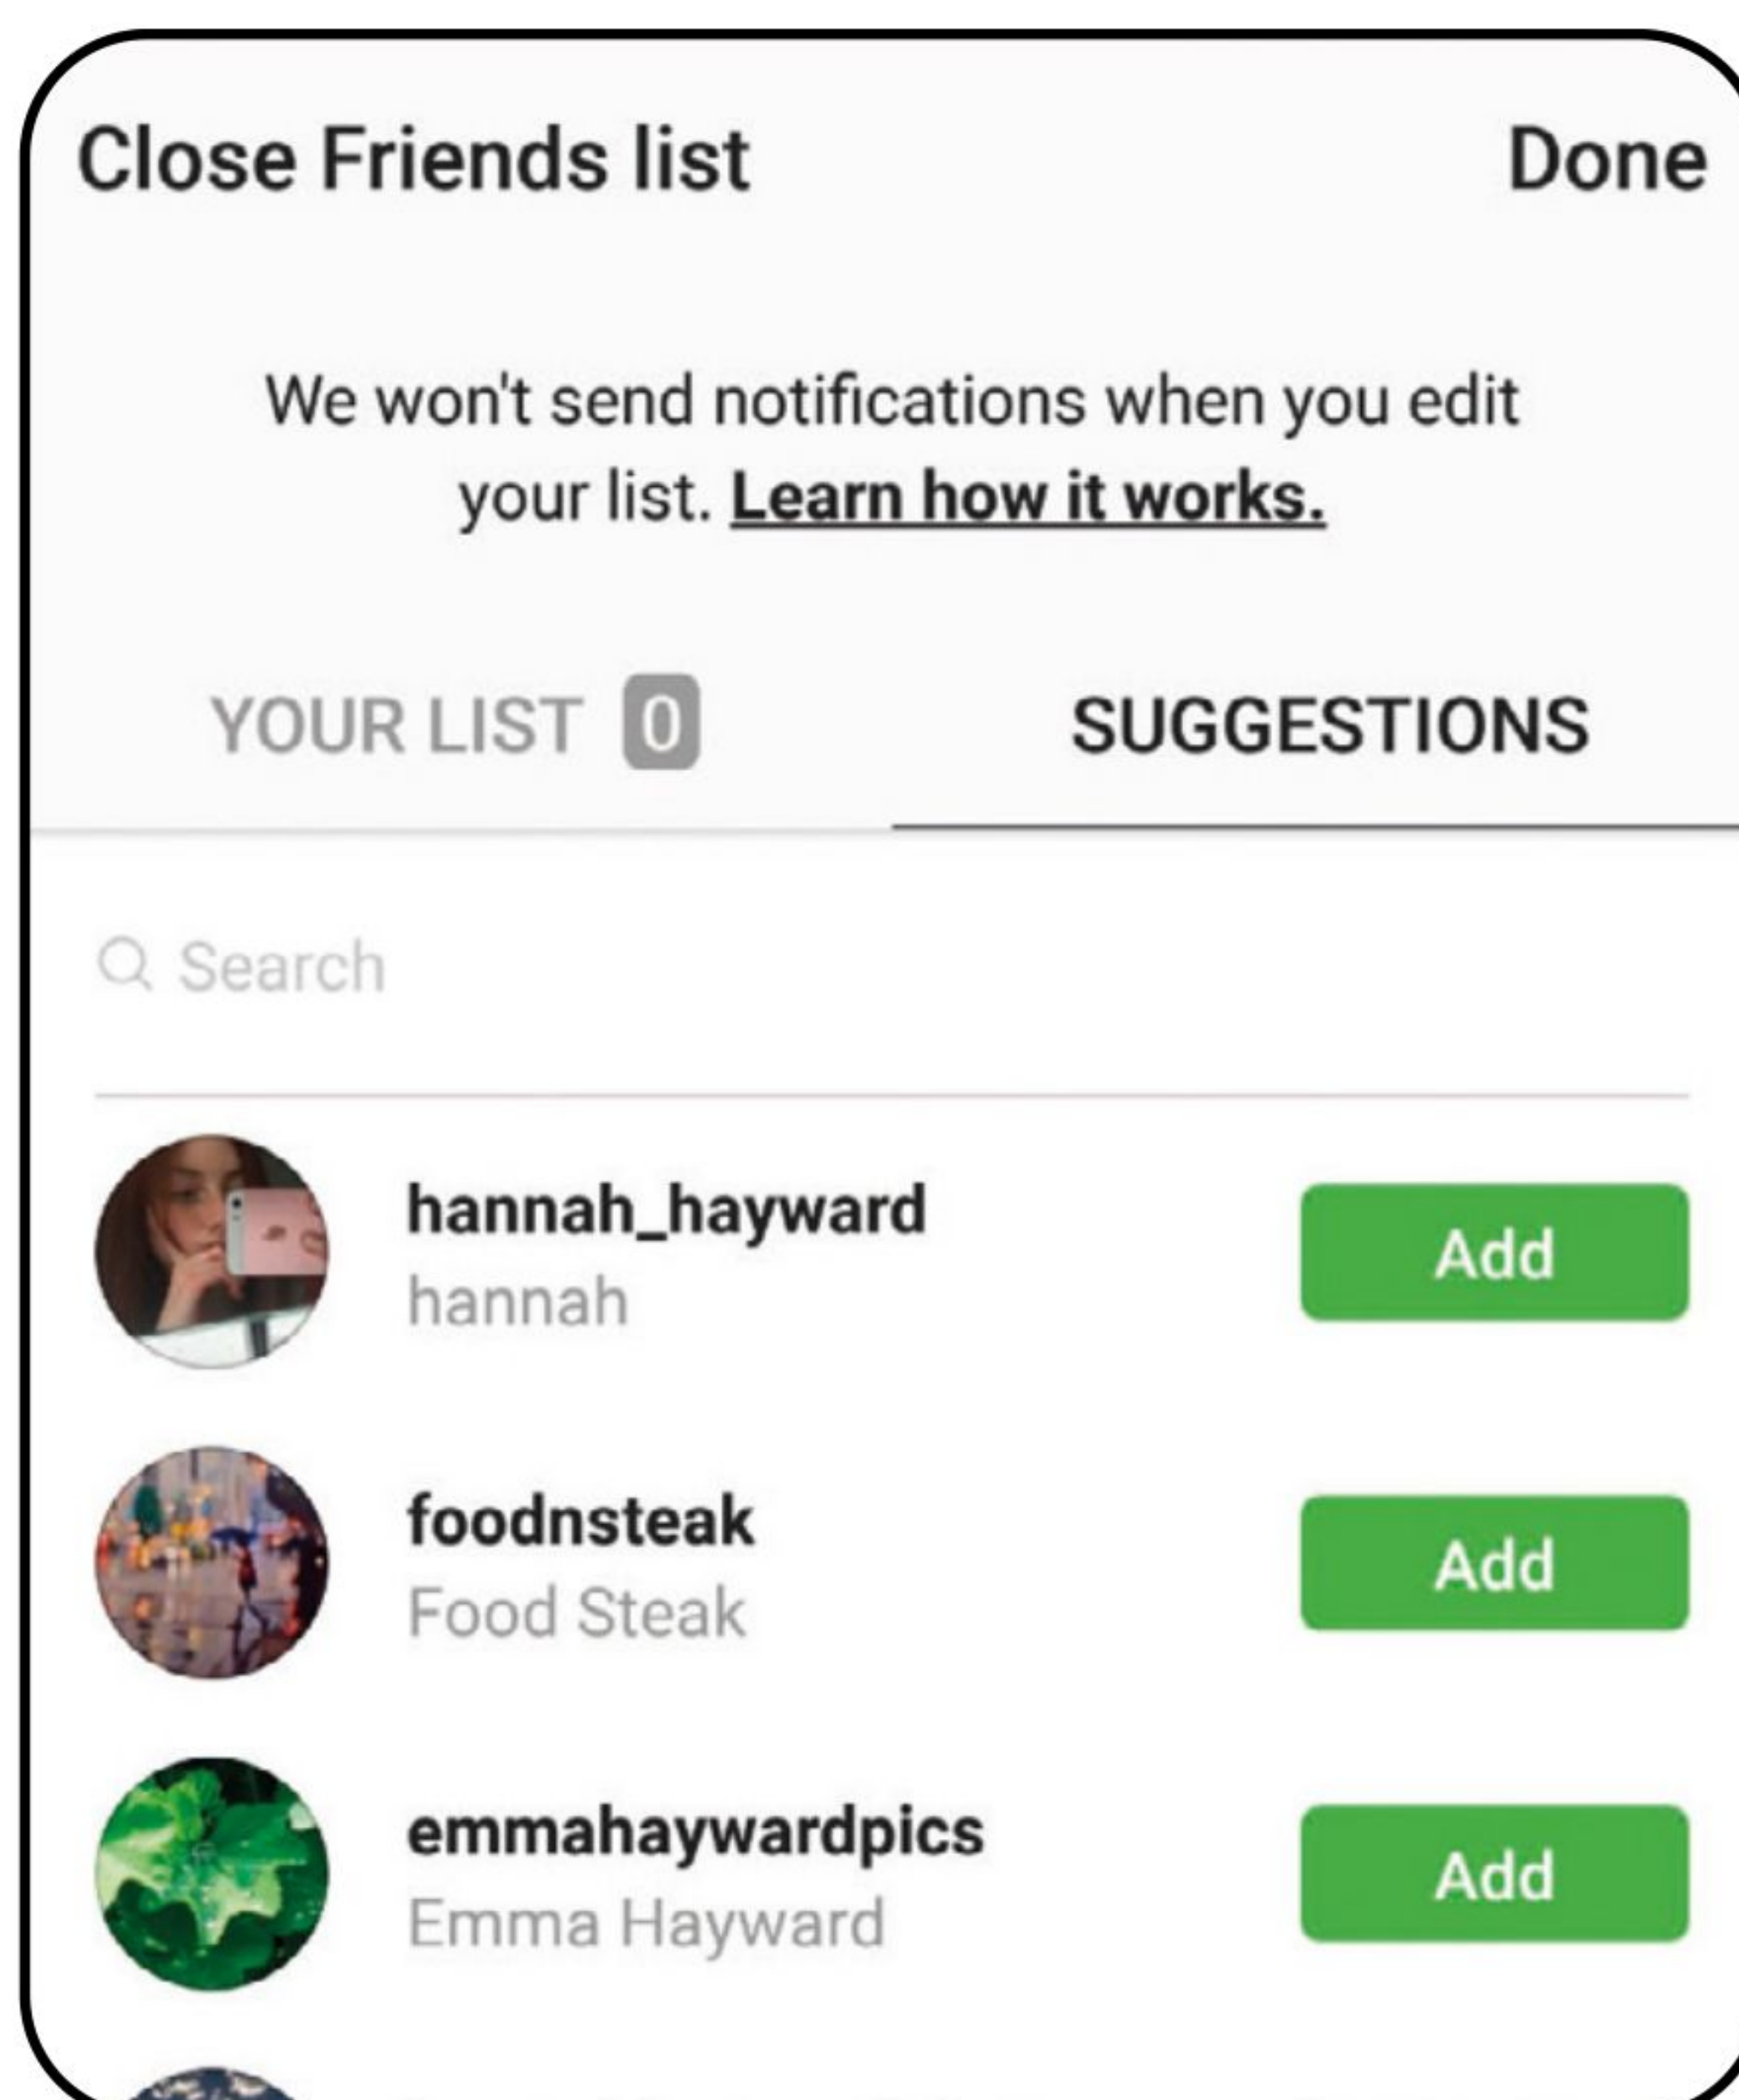 Close Friends list Done
We won't send notifications when you edit
your list. Learn how it works.
YOUR LIST 0 SUGGESTIONS
Search
hannah_hayward
hannah
Add
foodnsteak
Food Steak
Add
emmahaywardpics
Emma Hayward
Add